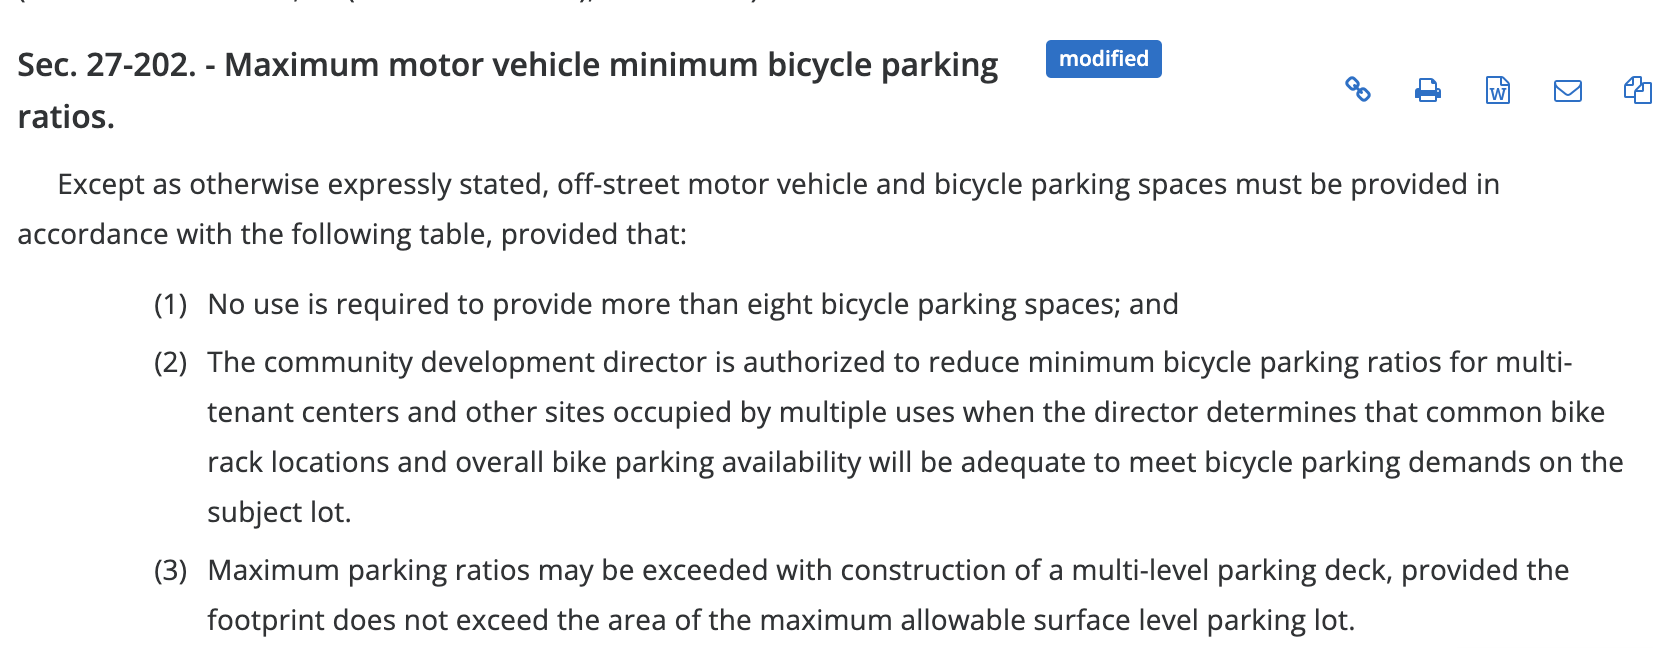 Sec. 27-202. - Maximum motor vehicle minimum bicycle parking
ratios.
modified
Except as otherwise expressly stated, off-street motor vehicle and bicycle parking spaces must be provided in
accordance with the following table, provided that:
(1) No use is required to provide more than eight bicycle parking spaces; and
(2) The community development director is authorized to reduce minimum bicycle parking ratios for multi-
tenant centers and other sites occupied by multiple uses when the director determines that common bike
rack locations and overall bike parking availability will be adequate to meet bicycle parking demands on the
subject lot.
(3) Maximum parking ratios may be exceeded with construction of a multi-level parking deck, provided the
footprint does not exceed the area of the maximum allowable surface level parking lot.